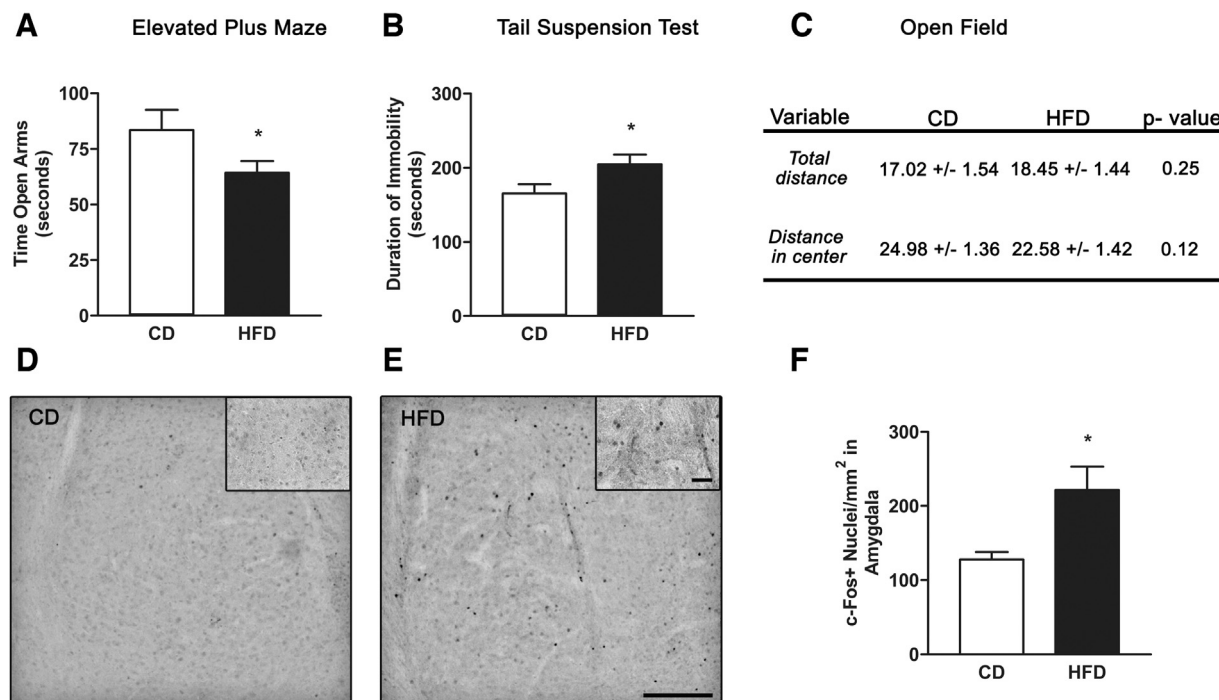 A Elevated Plus Maze
Time Open Arms
(seconds)
100
75
50
25
0
*
CD HFD
B Tail Suspension Test
Duration of Immobility
(seconds)
300
200
100
0
*
CD HFD
C Open Field
Variable CD HFD p- value
Total
distance
17.02 +/- 1.54 18.45 +/- 1.44 0.25
Distance
in center
24.98 +/- 1.36 22.58 +/- 1.42 0.12
D
CD
E
HFD
F
c-Fos+ Nuclei/mm² in
Amygdala
300
200
100
0
*
CD HFD